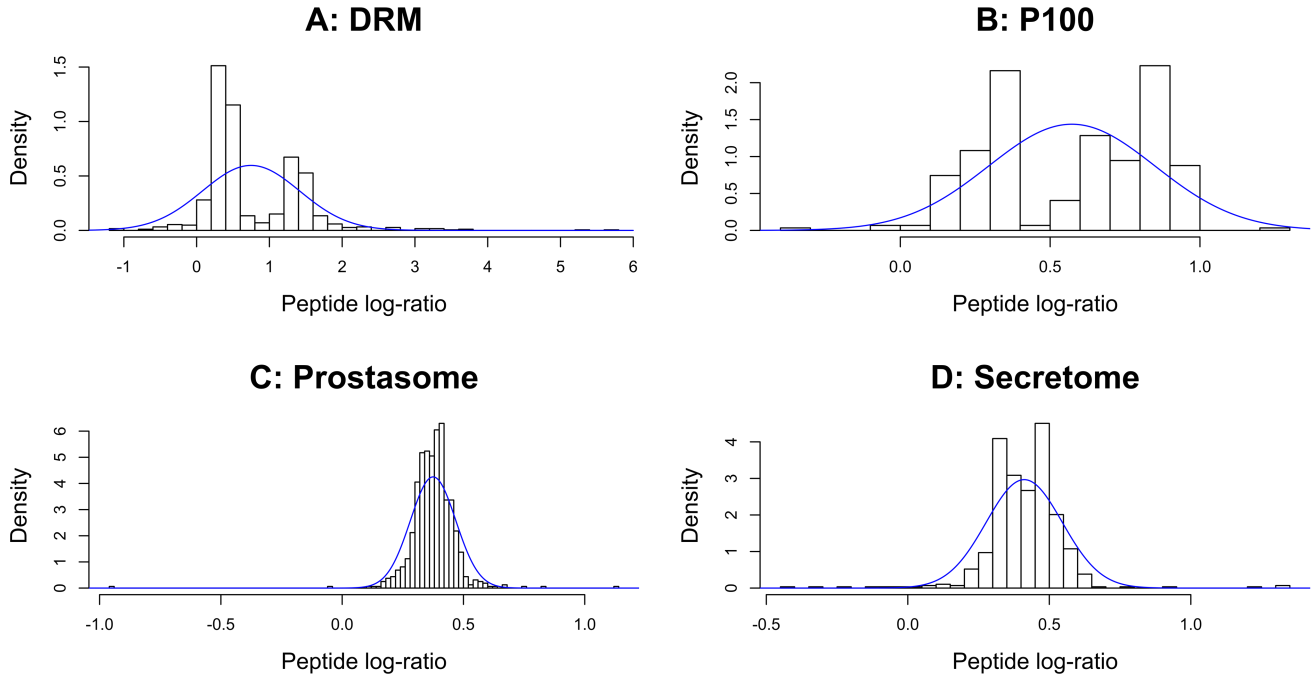 A: DRM
Density
0.0 0.5 1.0 1.5
-1 0 1 2 3 4 5 6
Peptide log-ratio
B: P100
Density
0.0 0.5 1.0 1.5 2.0
0.0 0.5 1.0
Peptide log-ratio
C: Prostasome
Density
0 1 2 3 4 5 6
-1.0 -0.5 0.0 0.5 1.0
Peptide log-ratio
D: Secretome
Density
0 1 2 3 4
-0.5 0.0 0.5 1.0
Peptide log-ratio